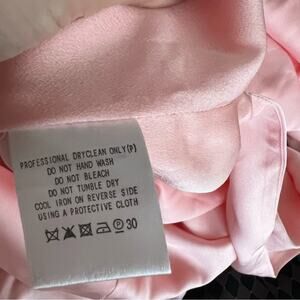 PROFESSIONAL DRYCLEAN ONLY(P)
DO NOT HAND WASH
DO NOT BLEACH
DO NOT TUMBLE DRY
COOL IRON ON REVERSE SIDE
USING A PROTECTIVE CLOTH
P 30